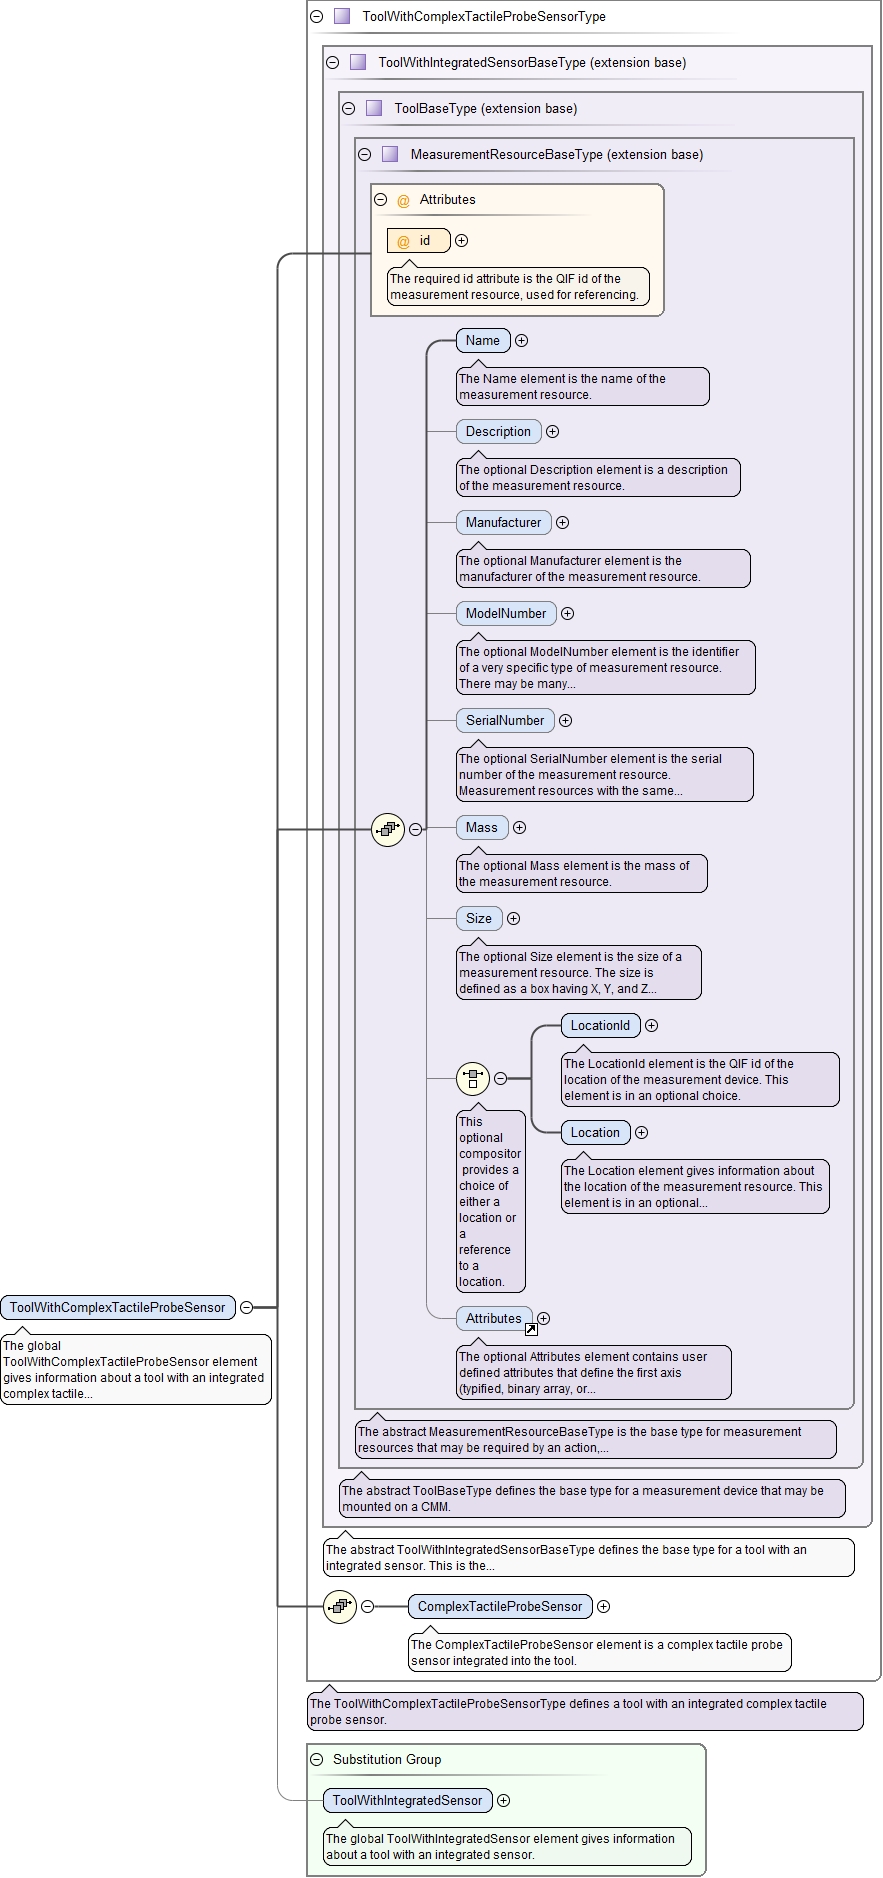 ToolWithComplexTactileProbeSensorType
ToolWithIntegratedSensorBaseType (extension base)
ToolBaseType (extension base)
MeasurementResourceBaseType (extension base)
@ Attributes
@ id
The required id attribute is the QIF id of the
measurement resource, used for referencing.
Name
The Name element is the name of the
measurement resource.
Description
The optional Description element is a description
of the measurement resource.
Manufacturer
The optional Manufacturer element is the
manufacturer of the measurement resource.
ModelNumber
The optional ModelNumber element is the identifier
of a very specific type of measurement resource.
There may be many...
SerialNumber
The optional SerialNumber element is the serial
number of the measurement resource.
Measurement resources with the same...
Mass
The optional Mass element is the mass of
the measurement resource.
Size
The optional Size element is the size of a
measurement resource. The size is
defined as a box having X, Y, and Z...
LocationId
The LocationId element is the QIF id of the
location of the measurement device. This
element is in an optional choice.
Location
The Location element gives information about
the location of the measurement resource. This
element is in an optional...
This
optional
compositor
provides a
choice of
either a
location or
a
reference
to a
location.
Attributes
The optional Attributes element contains user
defined attributes that define the first axis
(typified, binary array, or...
The abstract MeasurementResourceBaseType is the base type for measurement
resources that may be required by an action,...
The abstract ToolBaseType defines the base type for a measurement device that may be
mounted on a CMM.
The abstract ToolWithIntegratedSensorBaseType defines the base type for a tool with an
integrated sensor. This is the...
ToolWithComplexTactileProbeSensor
The global
ToolWithComplexTactileProbeSensor element
gives information about a tool with an integrated
complex tactile...
ComplexTactileProbeSensor
The ComplexTactileProbeSensor element is a complex tactile probe
sensor integrated into the tool.
The ToolWithComplexTactileProbeSensorType defines a tool with an integrated complex tactile
probe sensor.
Substitution Group
ToolWithIntegratedSensor
The global ToolWithIntegratedSensor element gives information
about a tool with an integrated sensor.